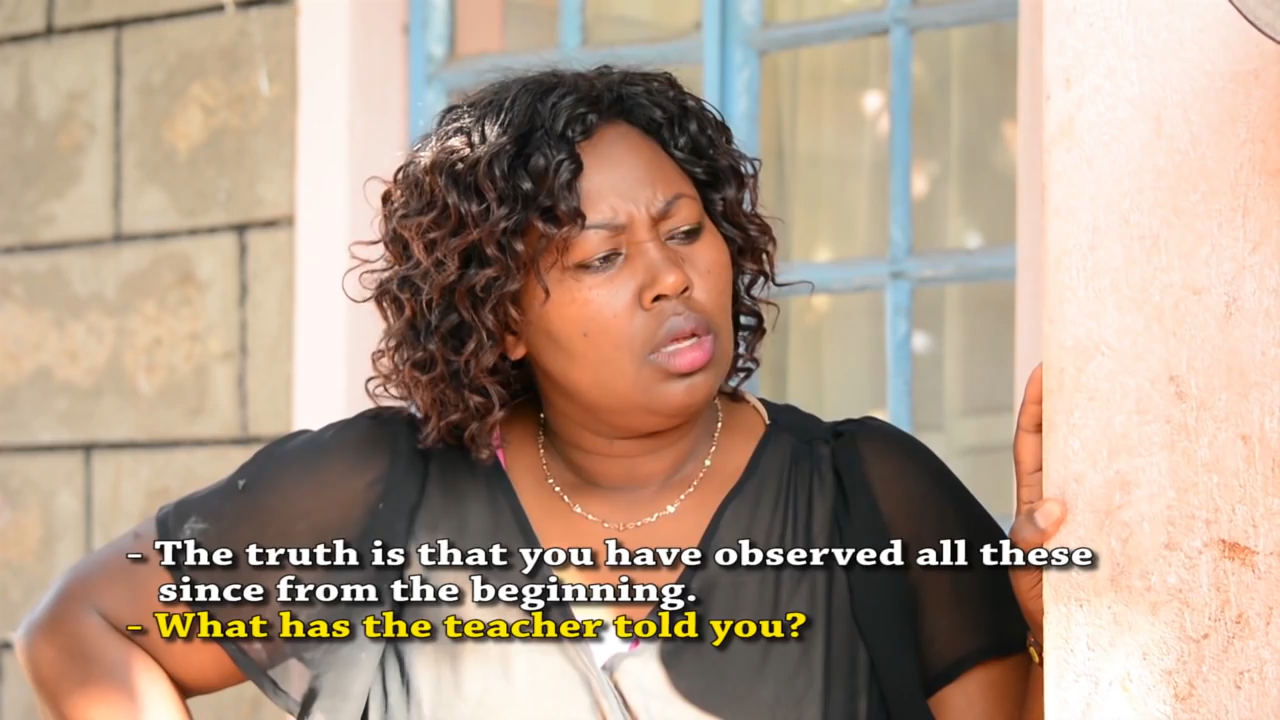 - The truth is that you have observed all these
since from the beginning.
- What has the teacher told you?